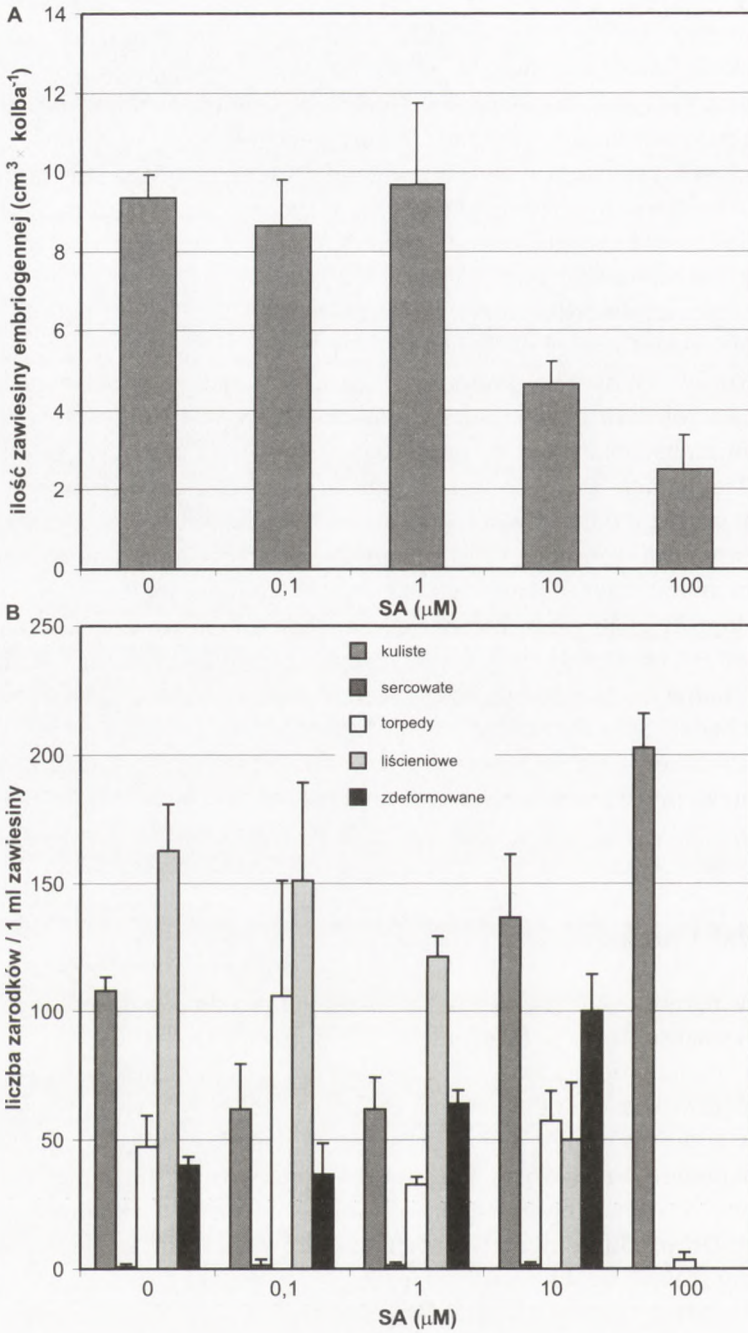 A
14
12
10
8
6
4
2
0
ilość zawiesiny embriogennej (cm³ × kolba⁻¹)
0 0,1 1 10 100
SA (μM)
B
250
200
150
100
50
0
liczba zarodków / 1 ml zawiesiny
kuliste
sercowate
torpedy
liścieniowe
zdeformowane
0 0,1 1 10 100
SA (μM)